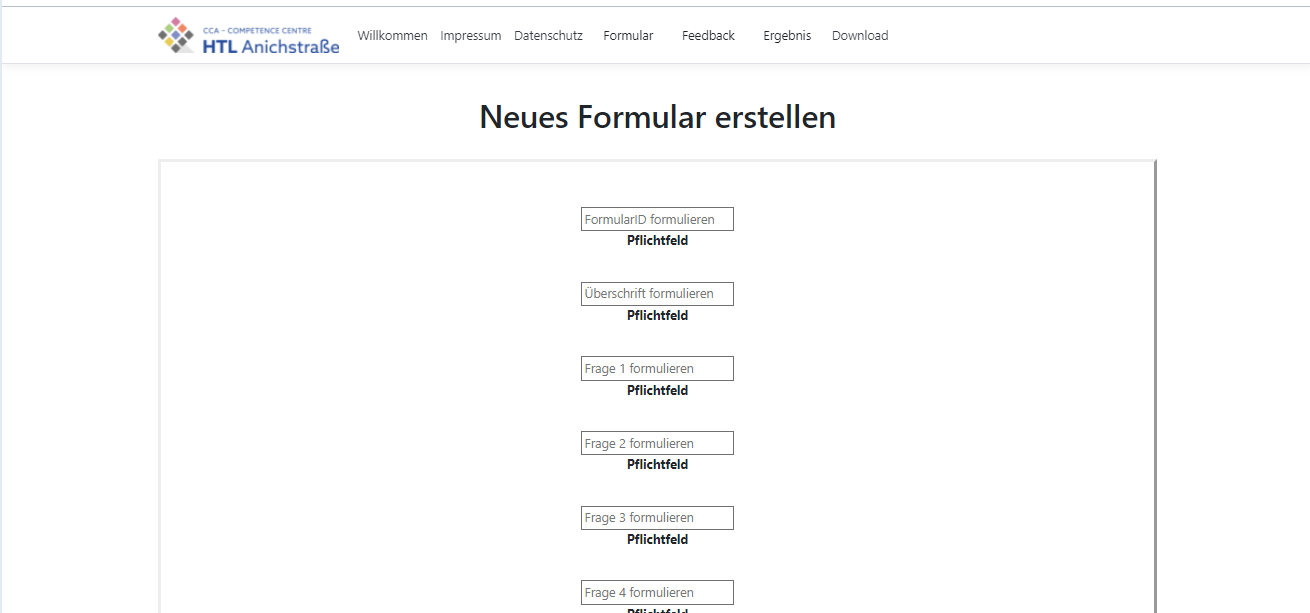 CCA - COMPETENCE CENTRE
HTL Anichstraße
Willkommen Impressum Datenschutz Formular Feedback Ergebnis Download
Neues Formular erstellen
FormularID formulieren
Pflichtfeld
Überschrift formulieren
Pflichtfeld
Frage 1 formulieren
Pflichtfeld
Frage 2 formulieren
Pflichtfeld
Frage 3 formulieren
Pflichtfeld
Frage 4 formulieren
Pflichtfeld